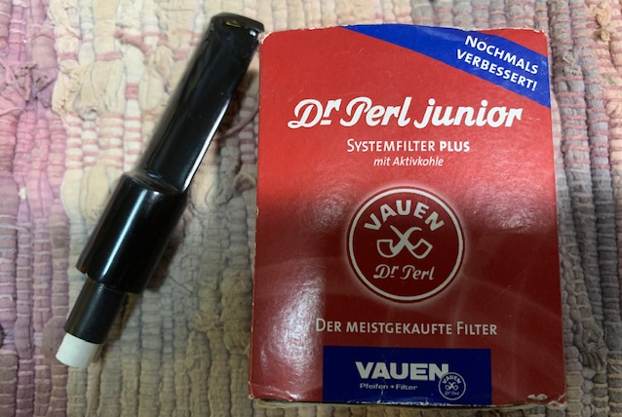 NOCHMALS
VERBESSERT!
Dr Perl junior
SYSTEMFILTER PLUS
mit Aktivkohle
VAUEN
Dr Perl
DER MEISTGEKAUFTE FILTER
VAUEN
Pfeifen + Filter